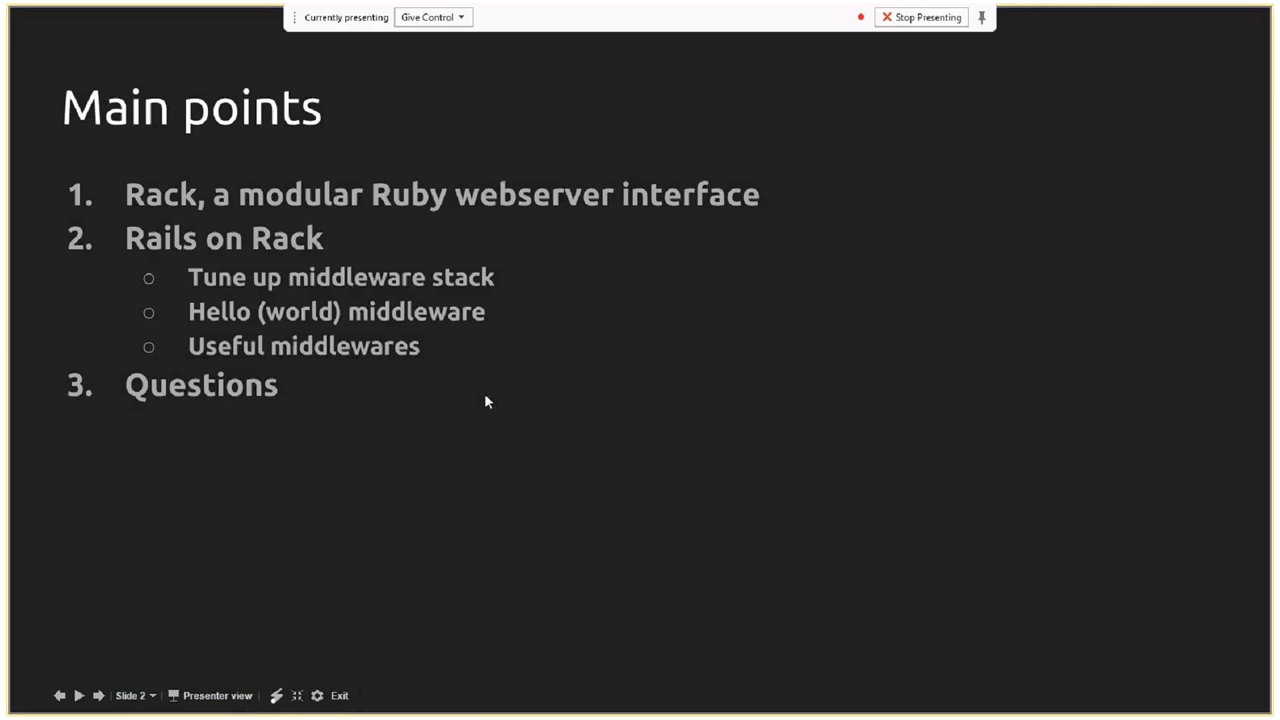 Currently presenting Give Control Stop Presenting
Main points
1. Rack, a modular Ruby webserver interface
2. Rails on Rack
○ Tune up middleware stack
○ Hello (world) middleware
○ Useful middlewares
3. Questions
Slide 2 Presenter view Exit